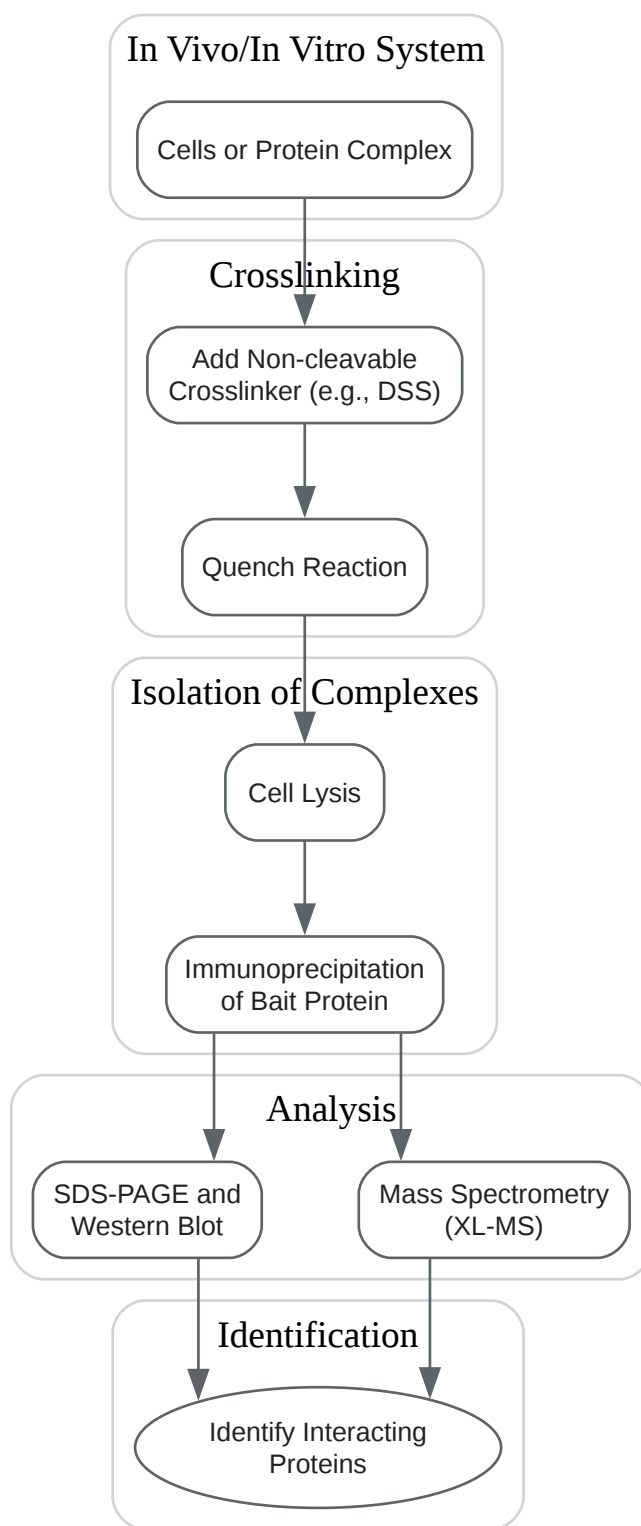 In Vivo/In Vitro System
Cells or Protein Complex
Crosslinking
Add Non-cleavable
Crosslinker (e.g., DSS)
Quench Reaction
Isolation of Complexes
Cell Lysis
Immunoprecipitation
of Bait Protein
Analysis
SDS-PAGE and
Western Blot
Mass Spectrometry
(XL-MS)
Identification
Identify Interacting
Proteins